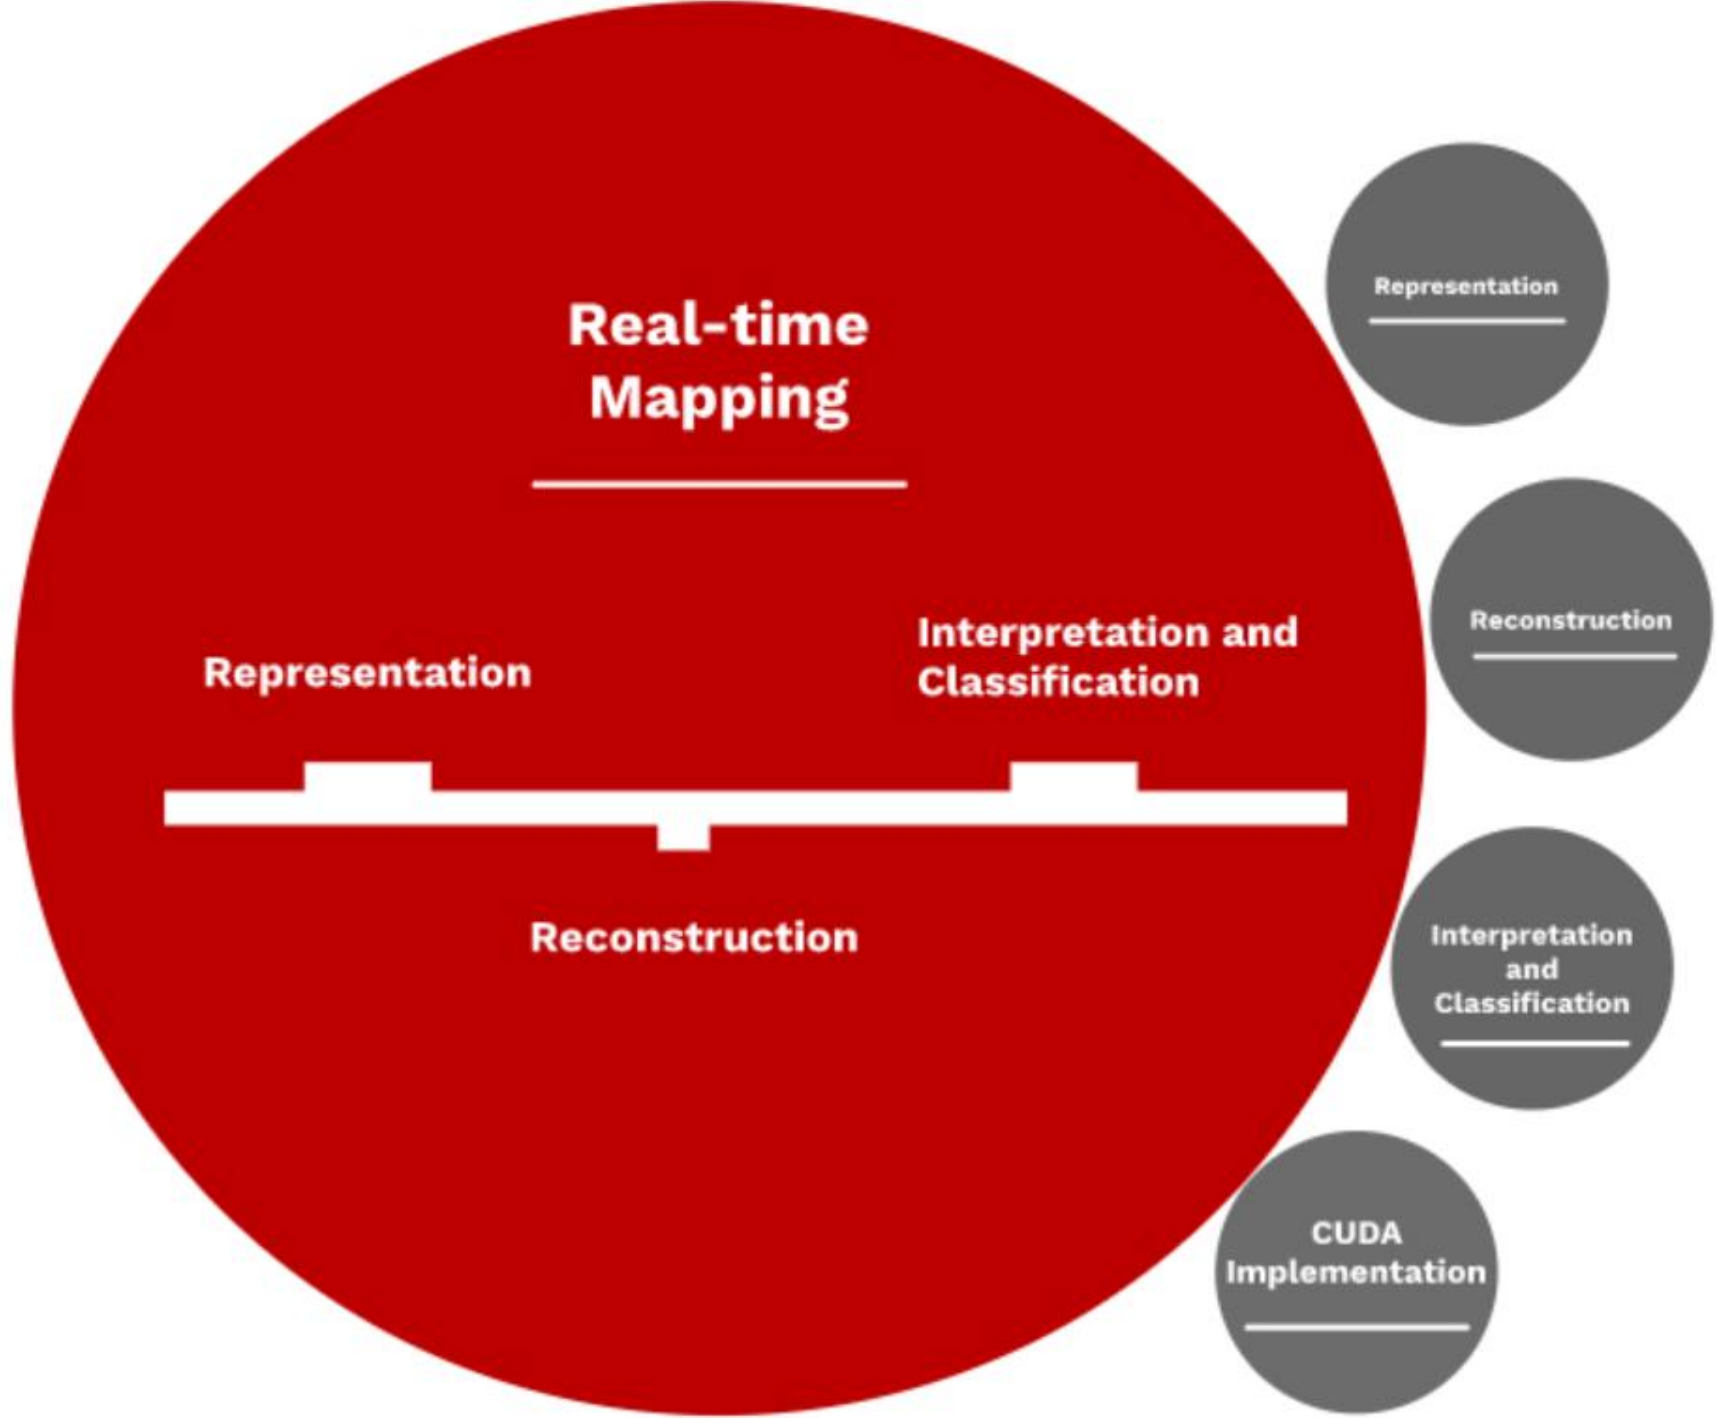 Real-time
Mapping
Representation
Interpretation and
Classification
Reconstruction
Representation
Reconstruction
Interpretation
and
Classification
CUDA
Implementation